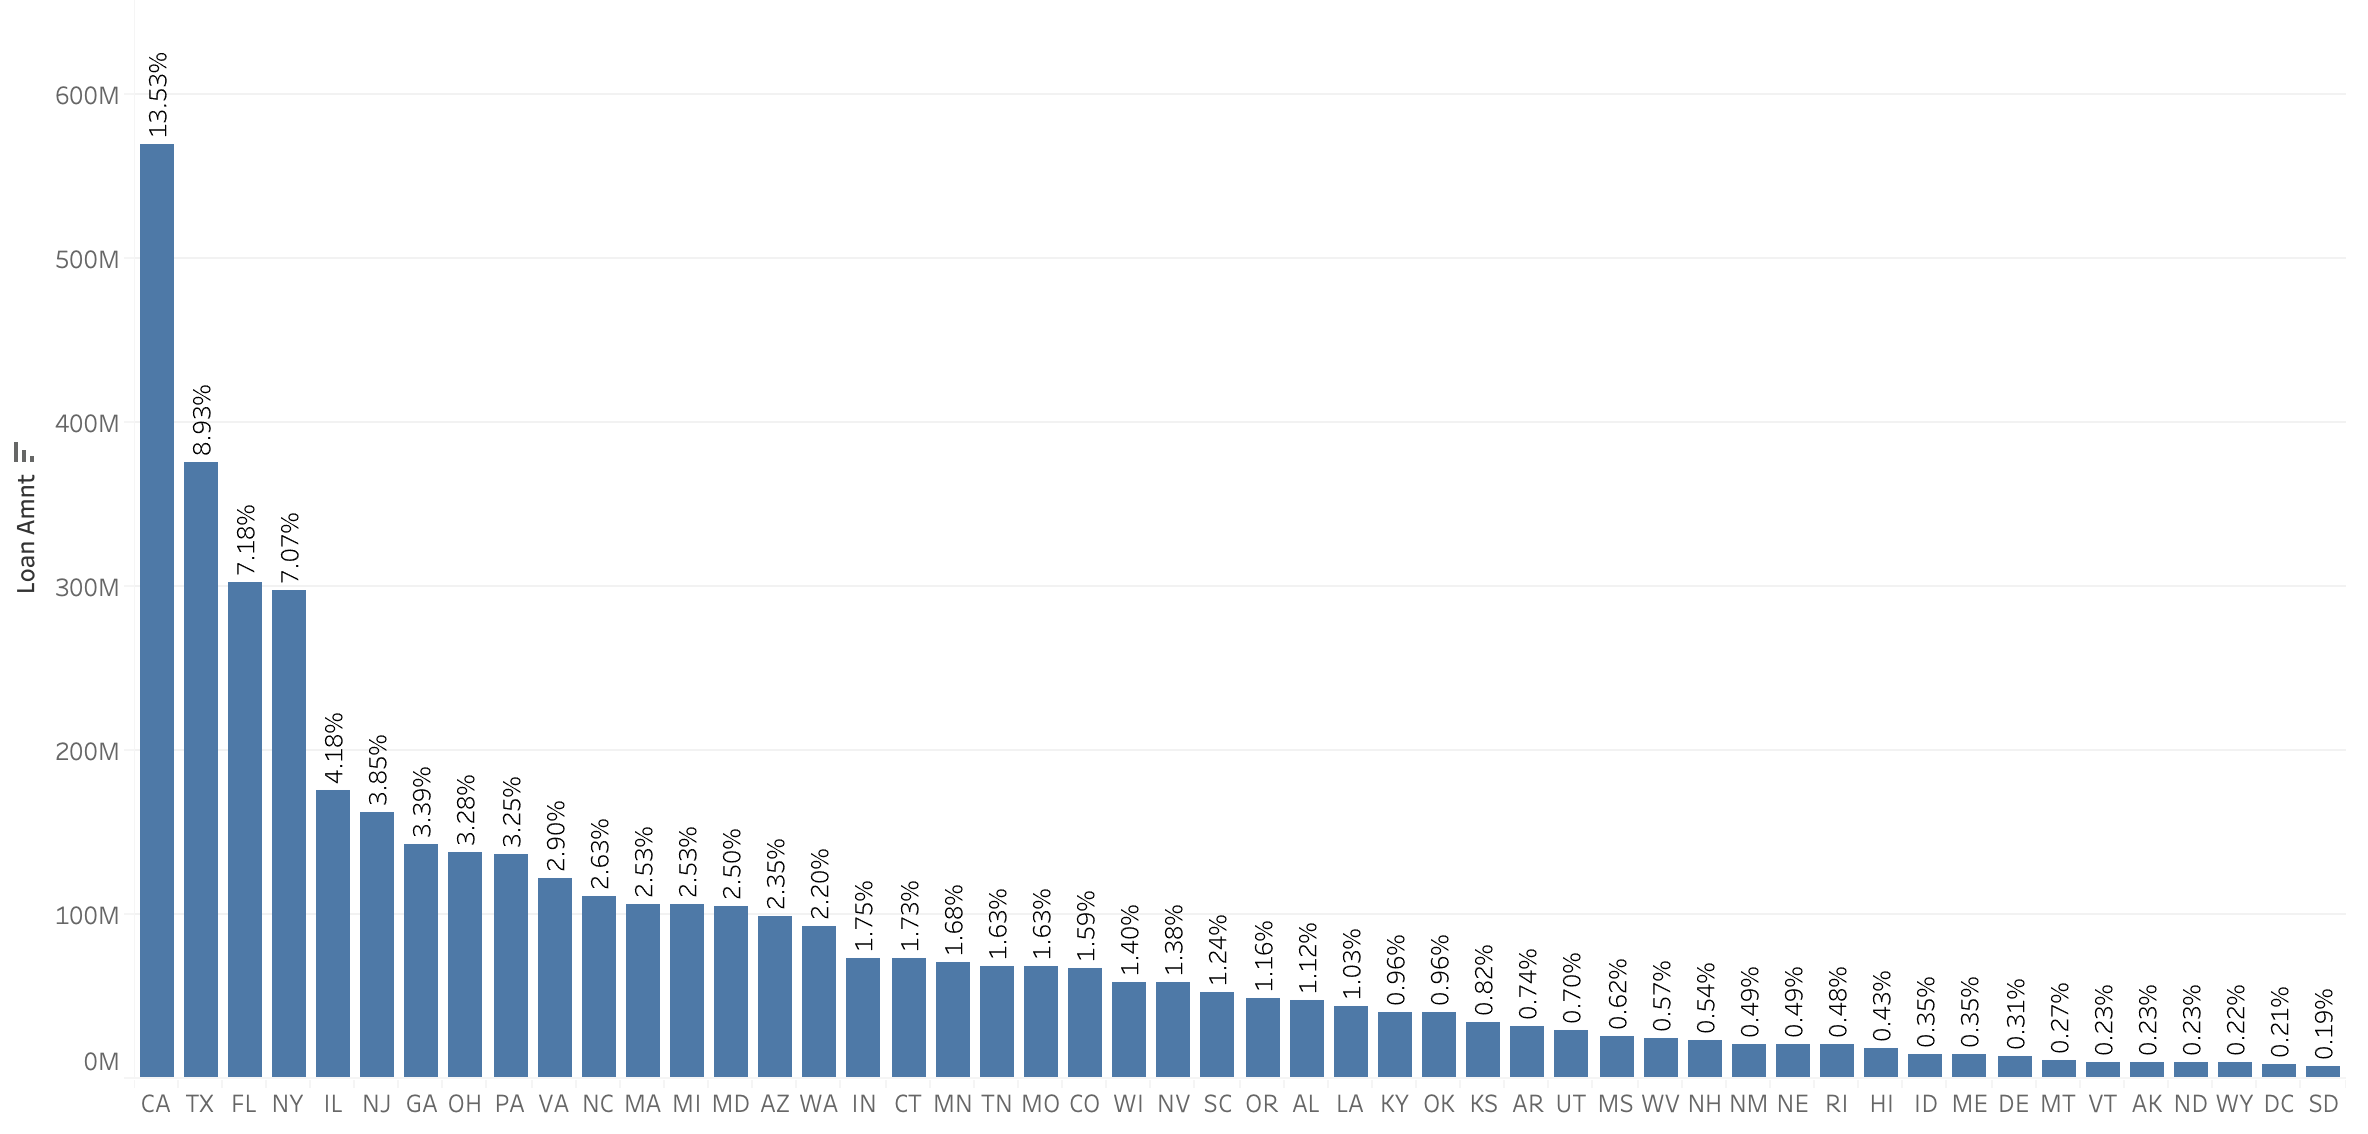 600M
500M
400M
300M
200M
100M
0M
Loan Amnt
13.53% 8.93% 7.18% 7.07% 4.18% 3.85% 3.39% 3.28% 3.25% 2.90% 2.63% 2.53% 2.53% 2.50% 2.35% 2.20% 1.75% 1.73% 1.68% 1.63% 1.63% 1.59% 1.40% 1.38% 1.24% 1.16% 1.12% 1.03% 0.96% 0.96% 0.82% 0.74% 0.70% 0.62% 0.57% 0.54% 0.49% 0.49% 0.48% 0.43% 0.35% 0.35% 0.31% 0.27% 0.23% 0.23% 0.23% 0.22% 0.21% 0.19%
CA TX FL NY IL NJ GA OH PA VA NC MA MI MD AZ WA IN CT MN TN MO CO WI NV SC OR AL LA KY OK KS AR UT MS WV NH NM NE RI HI ID ME DE MT VT AK ND WY DC SD